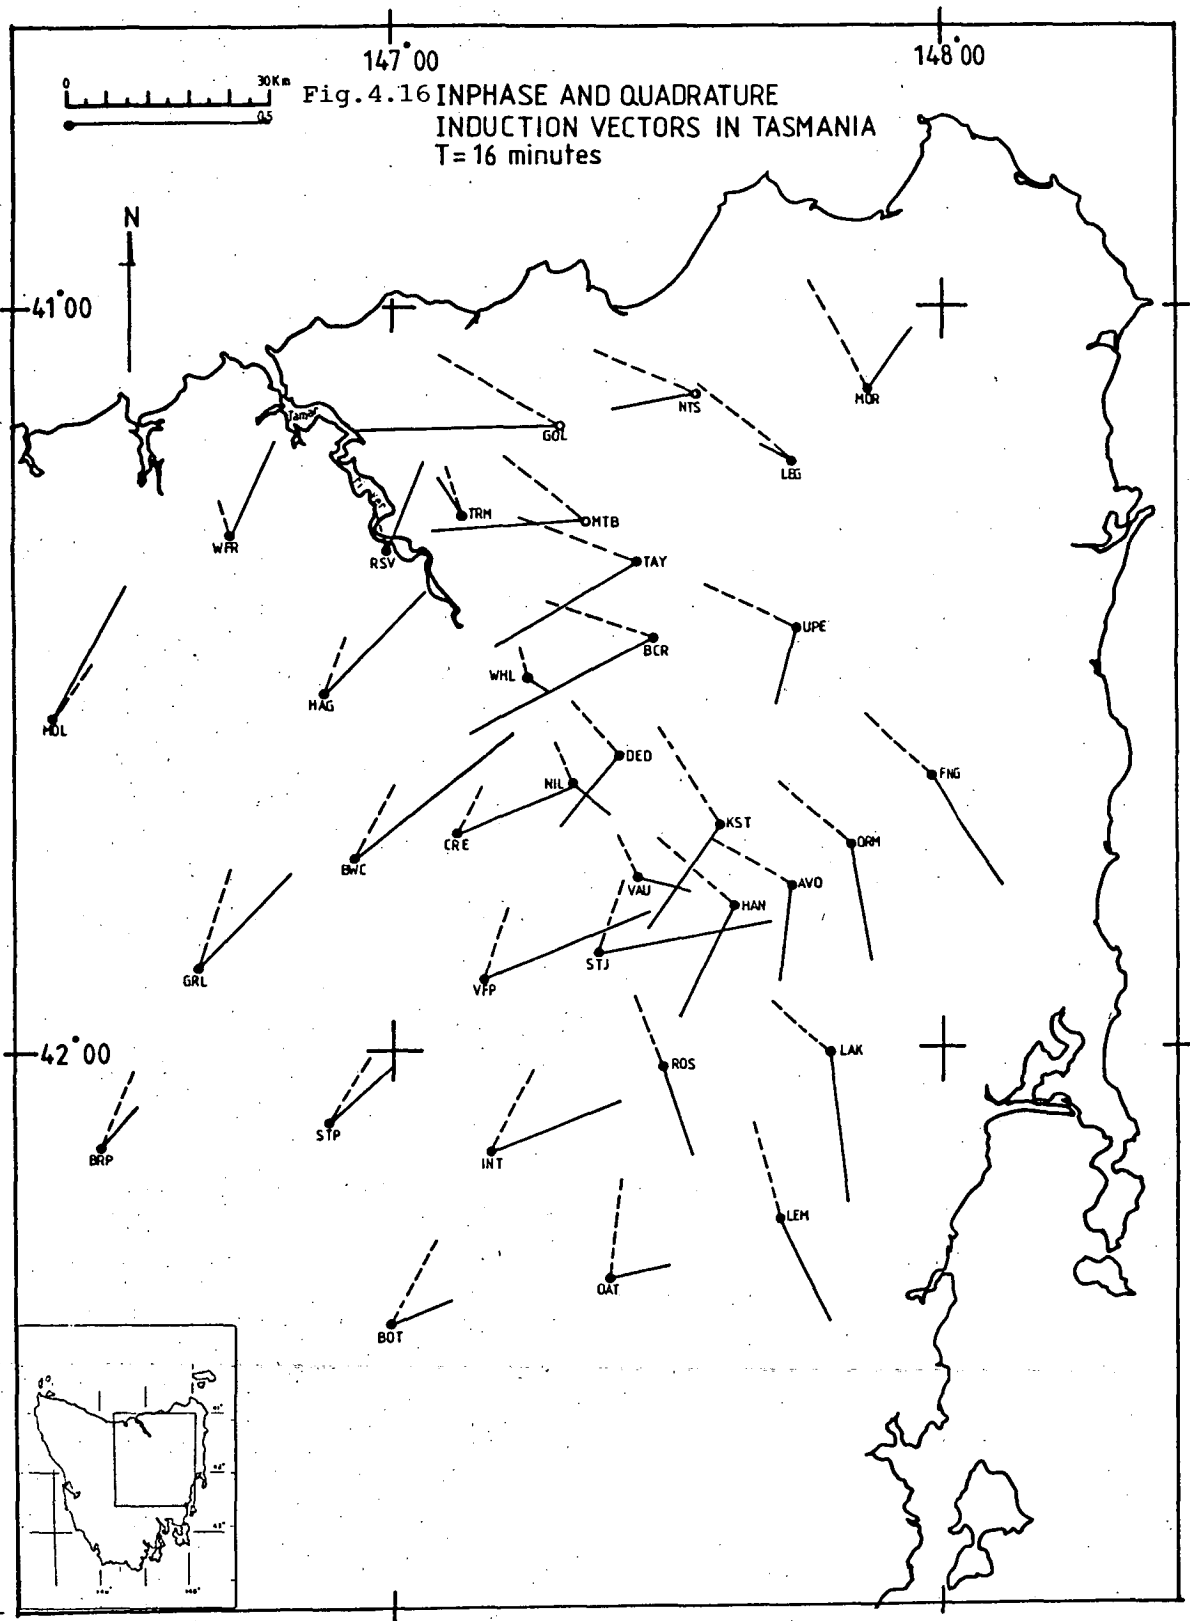 147°00
148°00
0 30Km
Fig.4.16 INPHASE AND QUADRATURE
0.5
INDUCTION VECTORS IN TASMANIA
T= 16 minutes
N
41°00
MOR
NTS
GOL
Tamar
LEG
River
TRM
MTB
WFR
RSV
TAY
UPE
BCR
WHL
HAG
MOL
DED
FNG
NIL
KST
CRE
ORM
BWC
VAU
AVO
HAN
STJ
GRL
VFP
42°00
LAK
ROS
STP
BRP
INT
LEM
OAT
BOT